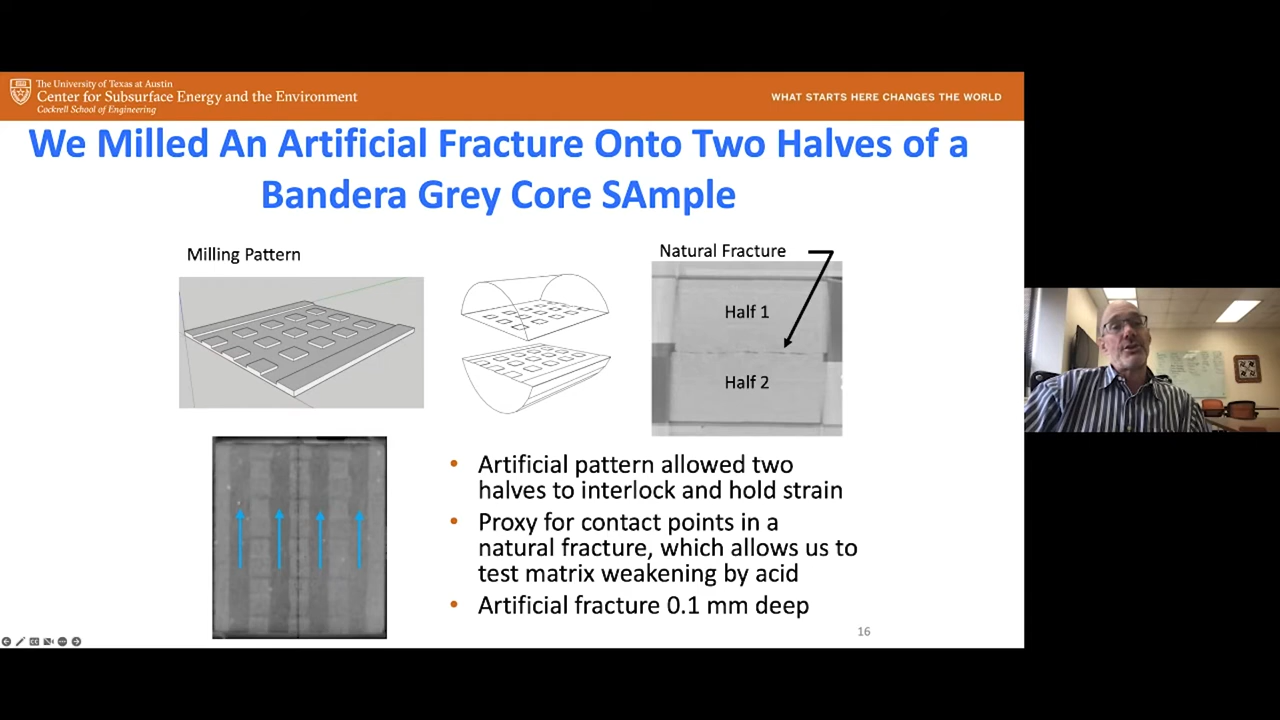 The University of Texas at Austin
Center for Subsurface Energy and the Environment
Cockrell School of Engineering
WHAT STARTS HERE CHANGES THE WORLD
We Milled An Artificial Fracture Onto Two Halves of a
Bandera Grey Core SAmple
Milling Pattern
Natural Fracture
Half 1
Half 2
• Artificial pattern allowed two
halves to interlock and hold strain
• Proxy for contact points in a
natural fracture, which allows us to
test matrix weakening by acid
• Artificial fracture 0.1 mm deep
16